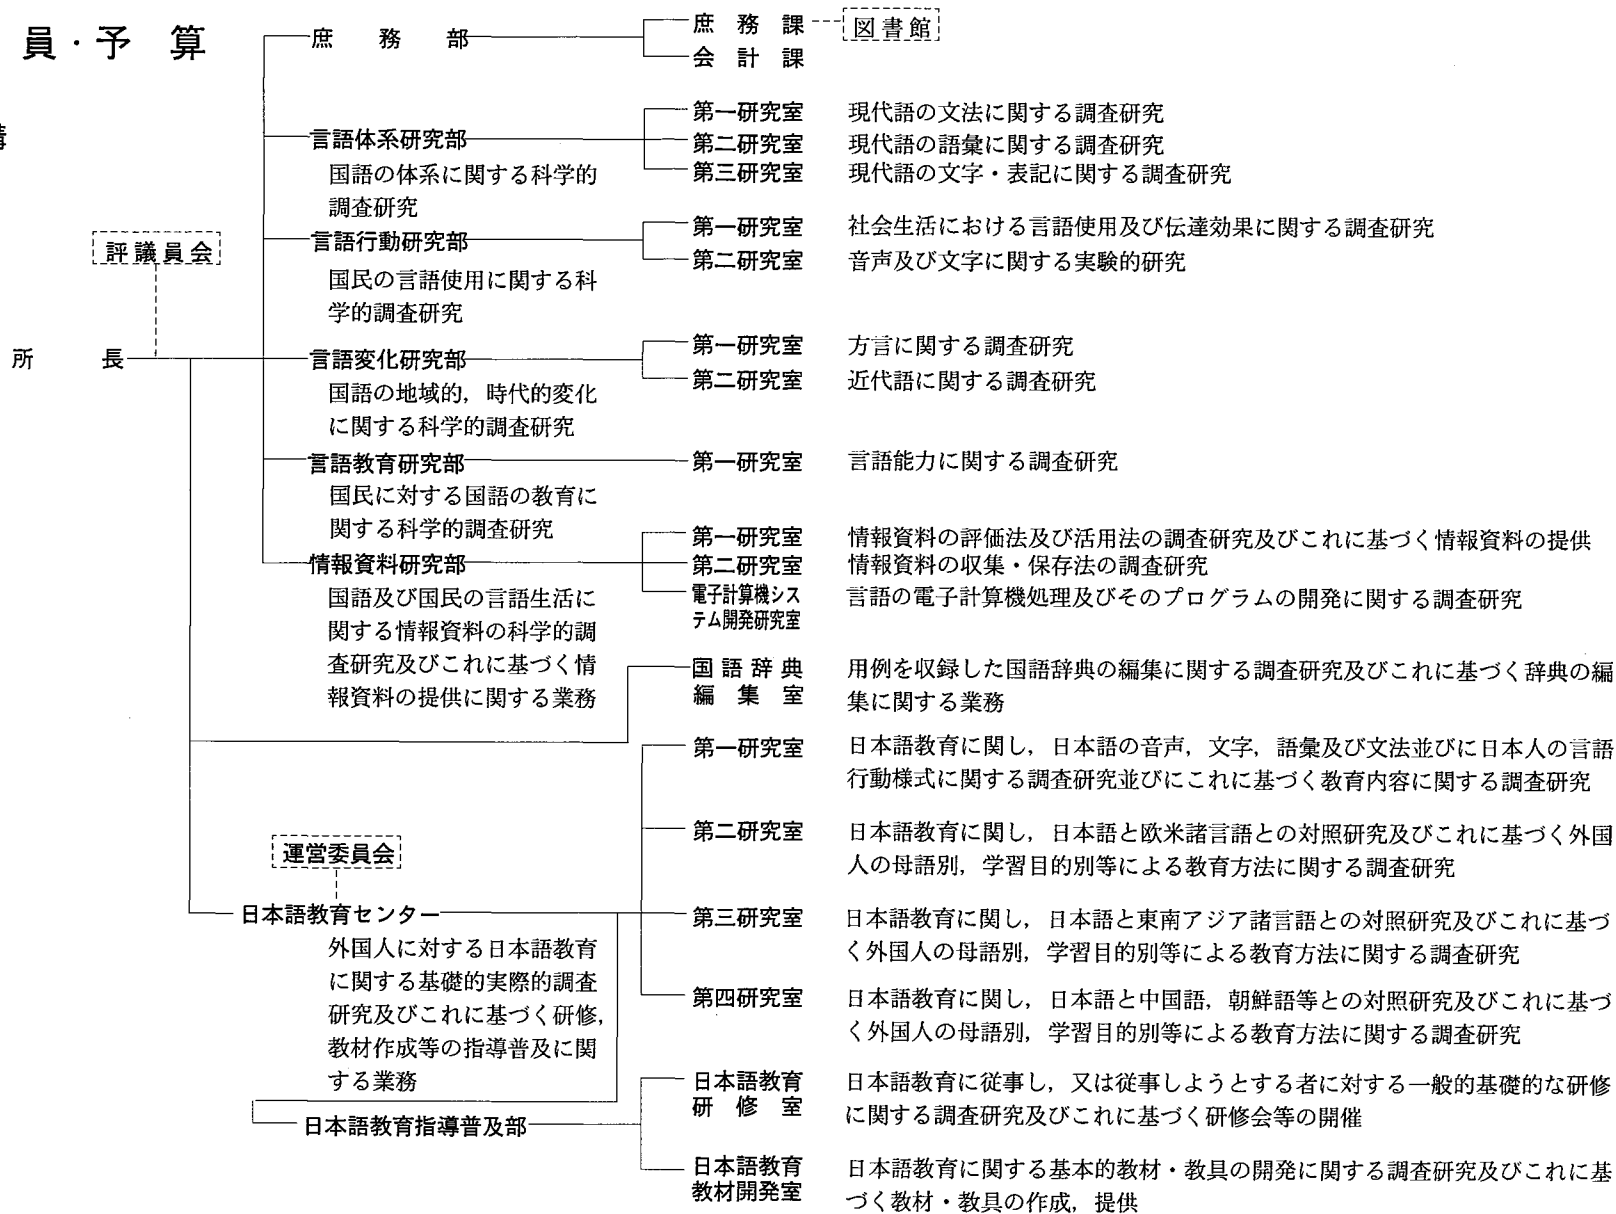 員・予算
構
評議員会
所長
庶務部
庶務課
図書館
会計課
言語体系研究部
国語の体系に関する科学的
調査研究
第一研究室 現代語の文法に関する調査研究
第二研究室 現代語の語彙に関する調査研究
第三研究室 現代語の文字・表記に関する調査研究
言語行動研究部
国民の言語使用に関する科
学的調査研究
第一研究室 社会生活における言語使用及び伝達効果に関する調査研究
第二研究室 音声及び文字に関する実験的研究
言語変化研究部
国語の地域的，時代的変化
に関する科学的調査研究
第一研究室 方言に関する調査研究
第二研究室 近代語に関する調査研究
言語教育研究部
国民に対する国語の教育に
関する科学的調査研究
第一研究室 言語能力に関する調査研究
情報資料研究部
国語及び国民の言語生活に
関する情報資料の科学的調
査研究及びこれに基づく情
報資料の提供に関する業務
第一研究室 情報資料の評価法及び活用法の調査研究及びこれに基づく情報資料の提供
第二研究室 情報資料の収集・保存法の調査研究
電子計算機シス
テム開発研究室
言語の電子計算機処理及びそのプログラムの開発に関する調査研究
国語辞典
編集室
用例を収録した国語辞典の編集に関する調査研究及びこれに基づく辞典の編
集に関する業務
運営委員会
日本語教育センター
外国人に対する日本語教育
に関する基礎的実際的調査
研究及びこれに基づく研修，
教材作成等の指導普及に関
する業務
第一研究室 日本語教育に関し，日本語の音声，文字，語彙及び文法並びに日本人の言語
行動様式に関する調査研究並びにこれに基づく教育内容に関する調査研究
第二研究室 日本語教育に関し，日本語と欧米諸言語との対照研究及びこれに基づく外国
人の母語別，学習目的別等による教育方法に関する調査研究
第三研究室 日本語教育に関し，日本語と東南アジア諸言語との対照研究及びこれに基づ
く外国人の母語別，学習目的別等による教育方法に関する調査研究
第四研究室 日本語教育に関し，日本語と中国語，朝鮮語等との対照研究及びこれに基づ
く外国人の母語別，学習目的別等による教育方法に関する調査研究
日本語教育指導普及部
日本語教育
研修室
日本語教育に従事し，又は従事しようとする者に対する一般的基礎的な研修
に関する調査研究及びこれに基づく研修会等の開催
日本語教育
教材開発室
日本語教育に関する基本的教材・教具の開発に関する調査研究及びこれに基
づく教材・教具の作成，提供